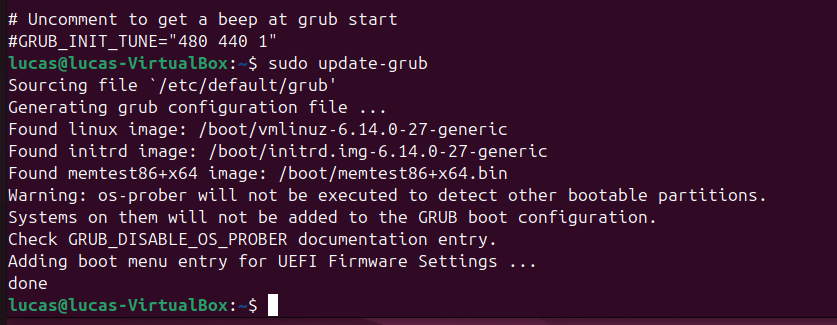 # Uncomment to get a beep at grub start
#GRUB_INIT_TUNE="480 440 1"
lucas@lucas-VirtualBox:~$ sudo update-grub
Sourcing file `/etc/default/grub'
Generating grub configuration file ...
Found linux image: /boot/vmlinuz-6.14.0-27-generic
Found initrd image: /boot/initrd.img-6.14.0-27-generic
Found memtest86+x64 image: /boot/memtest86+x64.bin
Warning: os-prober will not be executed to detect other bootable partitions.
Systems on them will not be added to the GRUB boot configuration.
Check GRUB_DISABLE_OS_PROBER documentation entry.
Adding boot menu entry for UEFI Firmware Settings ...
done
lucas@lucas-VirtualBox:~$